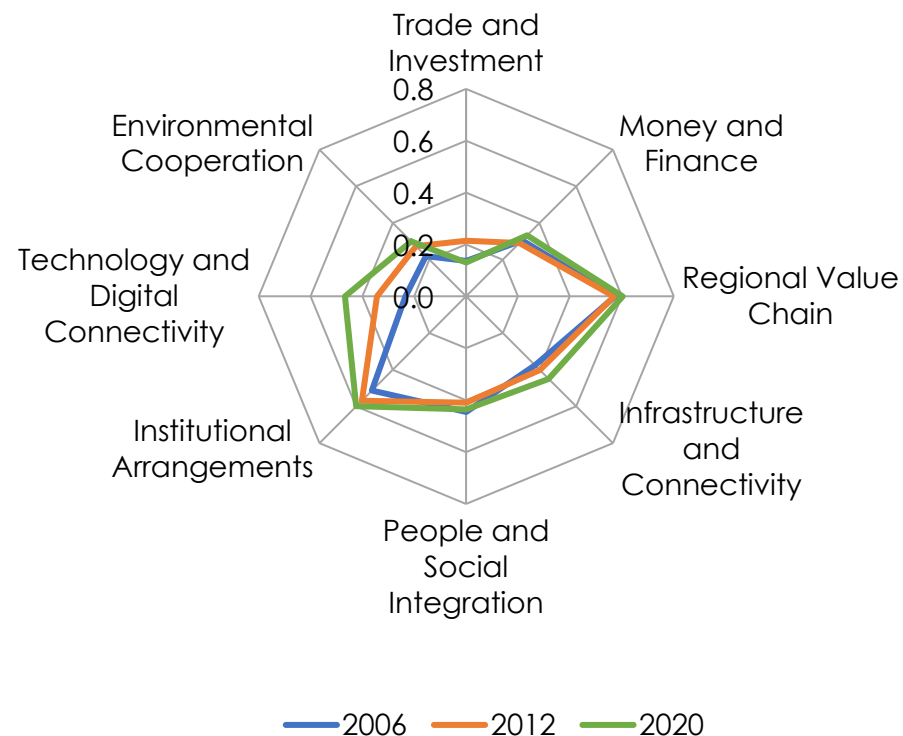 Trade and
Investment
0.8
0.6
0.4
0.2
0.0
Money and
Finance
Regional Value
Chain
Infrastructure
and
Connectivity
People and
Social
Integration
Institutional
Arrangements
Technology and
Digital
Connectivity
Environmental
Cooperation
2006 2012 2020